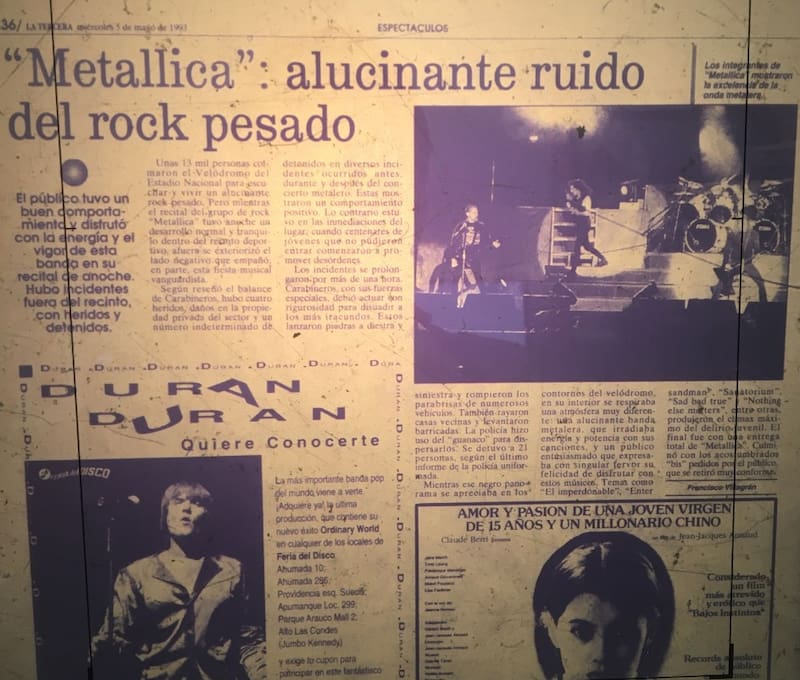 36/ LA TERCERA miércoles 5 de mayo de 1993
ESPECTACULOS
"Metallica": alucinante ruido
del rock pesado
Los integrantes de
"Metallica" mostraron
la excelencia de la
onda metalera.
El público tuvo un
buen comporta-
miento y disfrutó
con la energía y el
vigor de esta
banda en su
recital de anoche.
Hubo incidentes
fuera del recinto,
con heridos y
detenidos.
Unas 13 mil personas col-
maron el Velódromo del
Estadio Nacional para escu-
char y vivir un alucinante
rock pesado. Pero mientras
el recital del grupo de rock
"Metallica" tuvo anoche un
desarrollo normal y tranqui-
lo dentro del recinto depor-
tivo, afuera se exteriorizó el
lado negativo que empañó,
en parte, esta fiesta musical
vanguardista.
Según reseñó el balance
de Carabineros, hubo cuatro
heridos, daños en la propie-
dad privada del sector y un
número indeterminado de
detenidos en diversos inci-
dentes ocurridos antes,
durante y después del con-
cierto metalero. Estas mos-
traron un comportamiento
positivo. Lo contrario estu-
vo en las inmediaciones del
lugar, cuando centenares de
jóvenes que no pudieron
entrar comenzaron a pro-
mover desórdenes.
Los incidentes se prolon-
garon por más de una hora.
Carabineros, con sus fuerzas
especiales, debió actuar con
rigurosidad para disuadir a
los más iracundos. Estos
lanzaron piedras a diestra y
siniestra y rompieron los
parabrisas de numerosos
vehículos. También rayaron
casas vecinas y levantaron
barricadas. La policía hizo
uso del "guanaco" para dis-
persarlos. Se detuvo a 21
personas, según el último
informe de la policía unifor-
mada.
Mientras ese negro pano-
rama se apreciaba en los
contornos del velódromo,
en su interior se respiraba
una atmósfera muy diferen-
te: una alucinante banda
metalera, que irradiaba
energía y potencia con sus
canciones, y un público
entusiasmado que expresa-
ba con singular fervor su
felicidad de disfrutar con
estos músicos. Temas como
"El imperdonable", "Enter
sandman", "Sanatorium",
"Sad bad true" y "Nothing
else matters", entre otras,
produjeron el clímax máxi-
mo del delirio juvenil. El
final fue con una entrega
total de "Metallica". Culmi-
nó con los acostumbrados
"bis" pedidos por el público,
que se retiró muy conforme.
Francisco Villagrán
DURAN DURAN DURAN DURAN DURAN
DURAN
DURAN
Quiere Conocerte
feria del DISCO
La más importante banda pop
del mundo viene a verte.
¡Adquiere ya! la última
producción, que contiene su
nuevo éxito Ordinary World
en cualquier de los locales de
Feria del Disco.
Ahumada 10;
Ahumada 286;
Providencia esq. Suecia;
Apumanque Loc. 299;
Parque Arauco Mall 2;
Alto Las Condes
(Jumbo Kennedy)
y exige tu cupón para
participar en este fantástico
AMOR Y PASION DE UNA JOVEN VIRGEN
DE 15 AÑOS Y UN MILLONARIO CHINO
Claude Berri
Jean-Jacques Annaud
Considerado
un film
más atrevido
y erótico que
"Bajos Instintos"
Records absoluto
de público